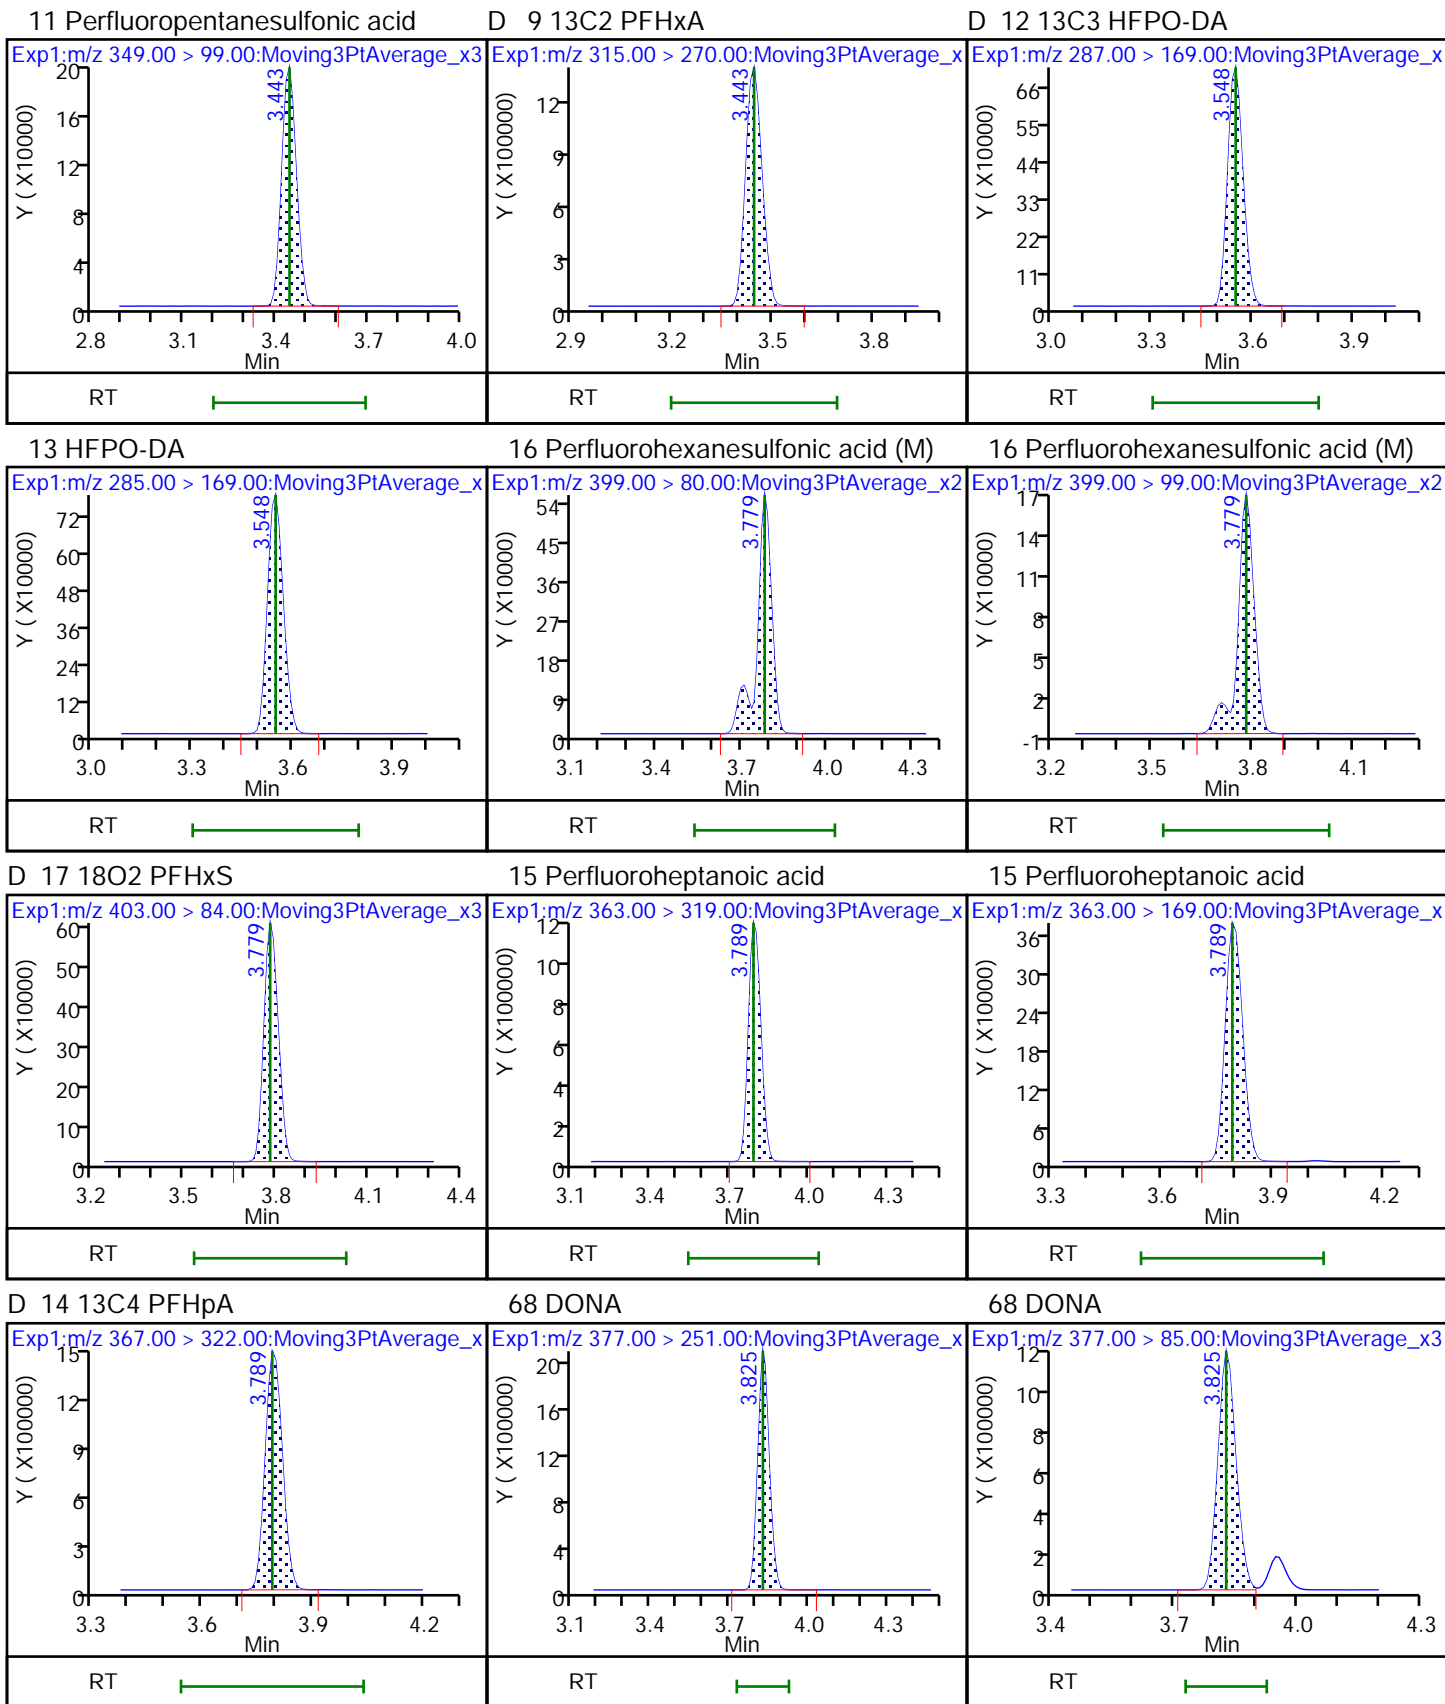 11 Perfluoropentanesulfonic acid
Exp1:m/z 349.00 > 99.00:Moving3PtAverage_x3
Y ( X100000)
20
16
12
8
4
0
3.443
2.8 3.1 3.4 3.7 4.0
Min
RT
D 9 13C2 PFHxA
Exp1:m/z 315.00 > 270.00:Moving3PtAverage_x
Y ( X100000)
12
9
6
3
0
3.443
2.9 3.2 3.5 3.8
Min
RT
D 12 13C3 HFPO-DA
Exp1:m/z 287.00 > 169.00:Moving3PtAverage_x
Y ( X10000)
66
55
44
33
22
11
0
3.548
3.0 3.3 3.6 3.9
Min
RT
13 HFPO-DA
Exp1:m/z 285.00 > 169.00:Moving3PtAverage_x
Y ( X10000)
72
60
48
36
24
12
0
3.548
3.0 3.3 3.6 3.9
Min
RT
16 Perfluorohexanesulfonic acid (M)
Exp1:m/z 399.00 > 80.00:Moving3PtAverage_x2
Y ( X10000)
54
45
36
27
18
9
0
3.779
3.1 3.4 3.7 4.0 4.3
Min
RT
16 Perfluorohexanesulfonic acid (M)
Exp1:m/z 399.00 > 99.00:Moving3PtAverage_x2
Y ( X10000)
17
14
11
8
5
2
-1
3.779
3.2 3.5 3.8 4.1
Min
RT
D 17 18O2 PFHxS
Exp1:m/z 403.00 > 84.00:Moving3PtAverage_x3
Y ( X10000)
60
50
40
30
20
10
0
3.779
3.2 3.5 3.8 4.1 4.4
Min
RT
15 Perfluoroheptanoic acid
Exp1:m/z 363.00 > 319.00:Moving3PtAverage_x
Y ( X100000)
12
10
8
6
4
2
0
3.789
3.1 3.4 3.7 4.0 4.3
Min
RT
15 Perfluoroheptanoic acid
Exp1:m/z 363.00 > 169.00:Moving3PtAverage_x
Y ( X10000)
36
30
24
18
12
6
0
3.789
3.3 3.6 3.9 4.2
Min
RT
D 14 13C4 PFHpA
Exp1:m/z 367.00 > 322.00:Moving3PtAverage_x
Y ( X100000)
15
12
9
6
3
0
3.789
3.3 3.6 3.9 4.2
Min
RT
68 DONA
Exp1:m/z 377.00 > 251.00:Moving3PtAverage_x
Y ( X100000)
20
16
12
8
4
0
3.825
3.1 3.4 3.7 4.0 4.3
Min
RT
68 DONA
Exp1:m/z 377.00 > 85.00:Moving3PtAverage_x3
Y ( X100000)
12
10
8
6
4
2
0
3.825
3.4 3.7 4.0 4.3
Min
RT